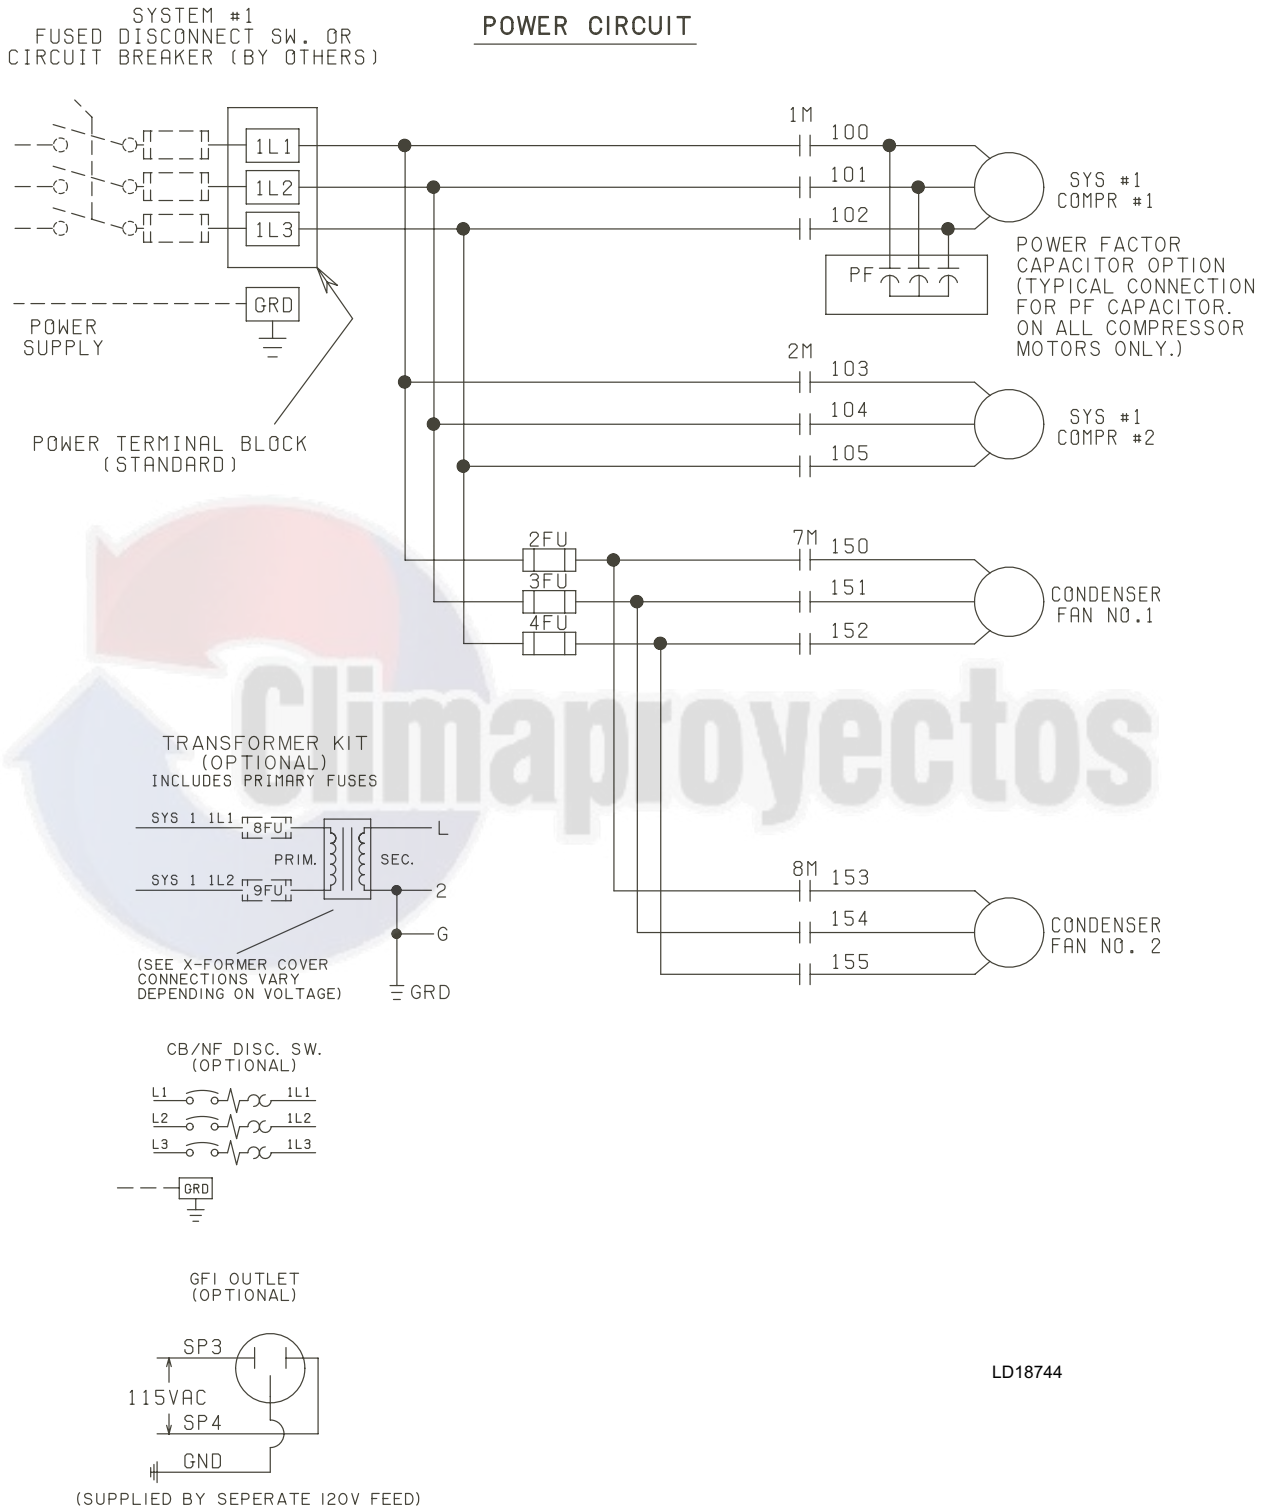 SYSTEM #1
FUSED DISCONNECT SW. OR
CIRCUIT BREAKER (BY OTHERS)
POWER CIRCUIT
1L1
1L2
1L3
GRD
POWER
SUPPLY
POWER TERMINAL BLOCK
(STANDARD)
1M
100
101
102
SYS #1
COMPR #1
PF
POWER FACTOR
CAPACITOR OPTION
(TYPICAL CONNECTION
FOR PF CAPACITOR.
ON ALL COMPRESSOR
MOTORS ONLY.)
2M
103
104
105
SYS #1
COMPR #2
2FU
3FU
4FU
7M
150
151
152
CONDENSER
FAN NO.1
Climaproyectos
TRANSFORMER KIT
(OPTIONAL)
INCLUDES PRIMARY FUSES
SYS 1 1L1
8FU
L
PRIM.
SEC.
SYS 1 1L2
9FU
2
G
GRD
(SEE X-FORMER COVER
CONNECTIONS VARY
DEPENDING ON VOLTAGE)
8M
153
154
155
CONDENSER
FAN NO. 2
CB/NF DISC. SW.
(OPTIONAL)
L1 1L1
L2 1L2
L3 1L3
GRD
GFI OUTLET
(OPTIONAL)
SP3
115VAC
SP4
GND
(SUPPLIED BY SEPERATE 120V FEED)
LD18744